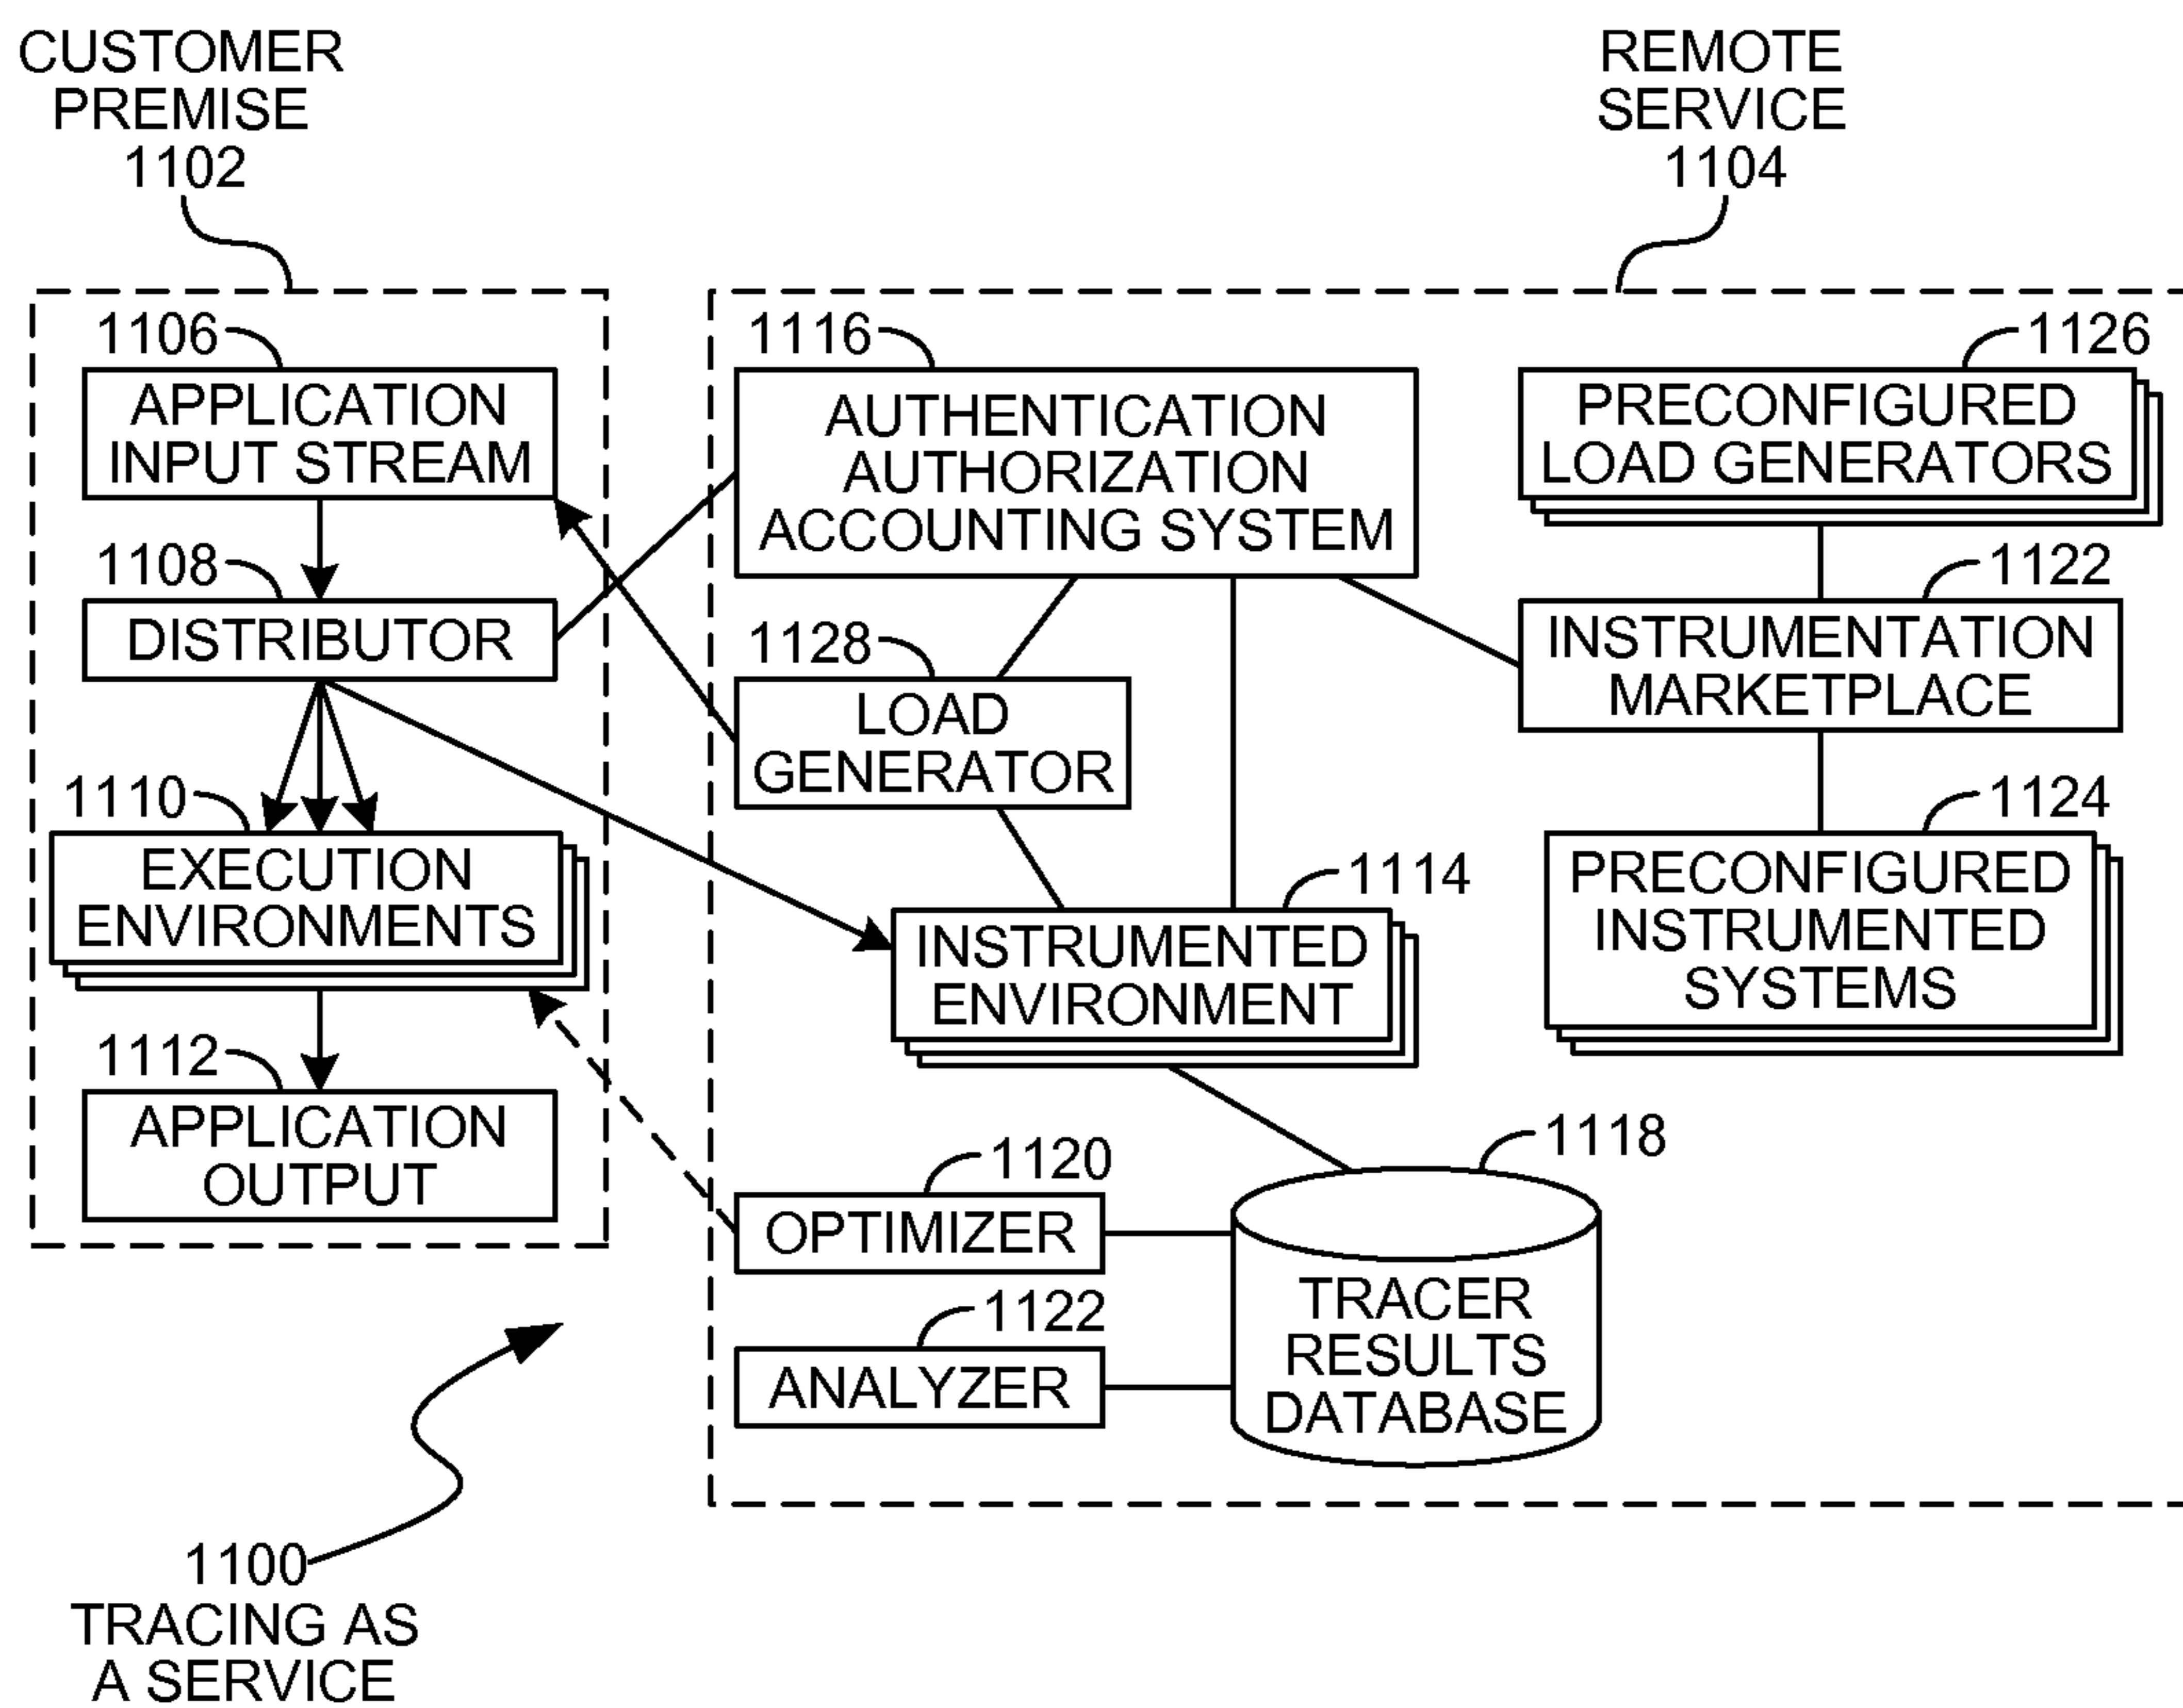 CUSTOMER
PREMISE
1102
REMOTE
SERVICE
1104
1106
APPLICATION
INPUT STREAM
1108
DISTRIBUTOR
1110
EXECUTION
ENVIRONMENTS
1112
APPLICATION
OUTPUT
1116
AUTHENTICATION
AUTHORIZATION
ACCOUNTING SYSTEM
1128
LOAD
GENERATOR
1114
INSTRUMENTED
ENVIRONMENT
1120
OPTIMIZER
1122
ANALYZER
1118
TRACER
RESULTS
DATABASE
1126
PRECONFIGURED
LOAD GENERATORS
1122
INSTRUMENTATION
MARKETPLACE
1124
PRECONFIGURED
INSTRUMENTED
SYSTEMS
1100
TRACING AS
A SERVICE